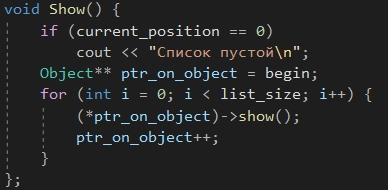 void Show() {
if (current_position == 0)
cout << "Список пустой\n";
Object** ptr_on_object = begin;
for (int i = 0; i < list_size; i++) {
(*ptr_on_object)->show();
ptr_on_object++;
}
};